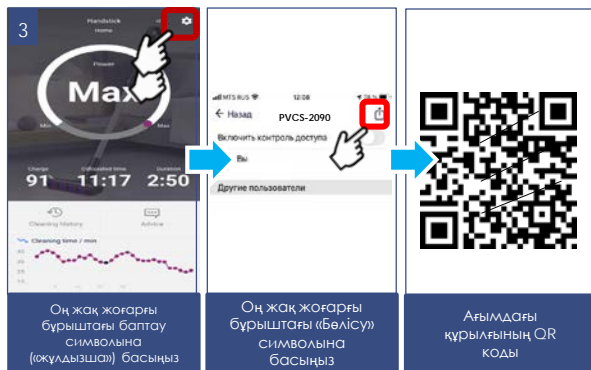 3
Handstick
Home
Power
Max
Min
Max
Charge
Estimated time
Duration
91
11:17
2:50
Cleaning history
Advice
Cleaning time / min
MTS RUS
12:08
Назад
PVCS-2090
Включить контроль доступа
Вы
Другие пользователи
Оң жақ жоғарғы
бұрыштағы баптау
символына
(«жұлдызша») басыңыз
Оң жақ жоғарғы
бұрыштағы «Бөлісу»
символына
басыңыз
Ағымдағы
құрылғының QR
коды